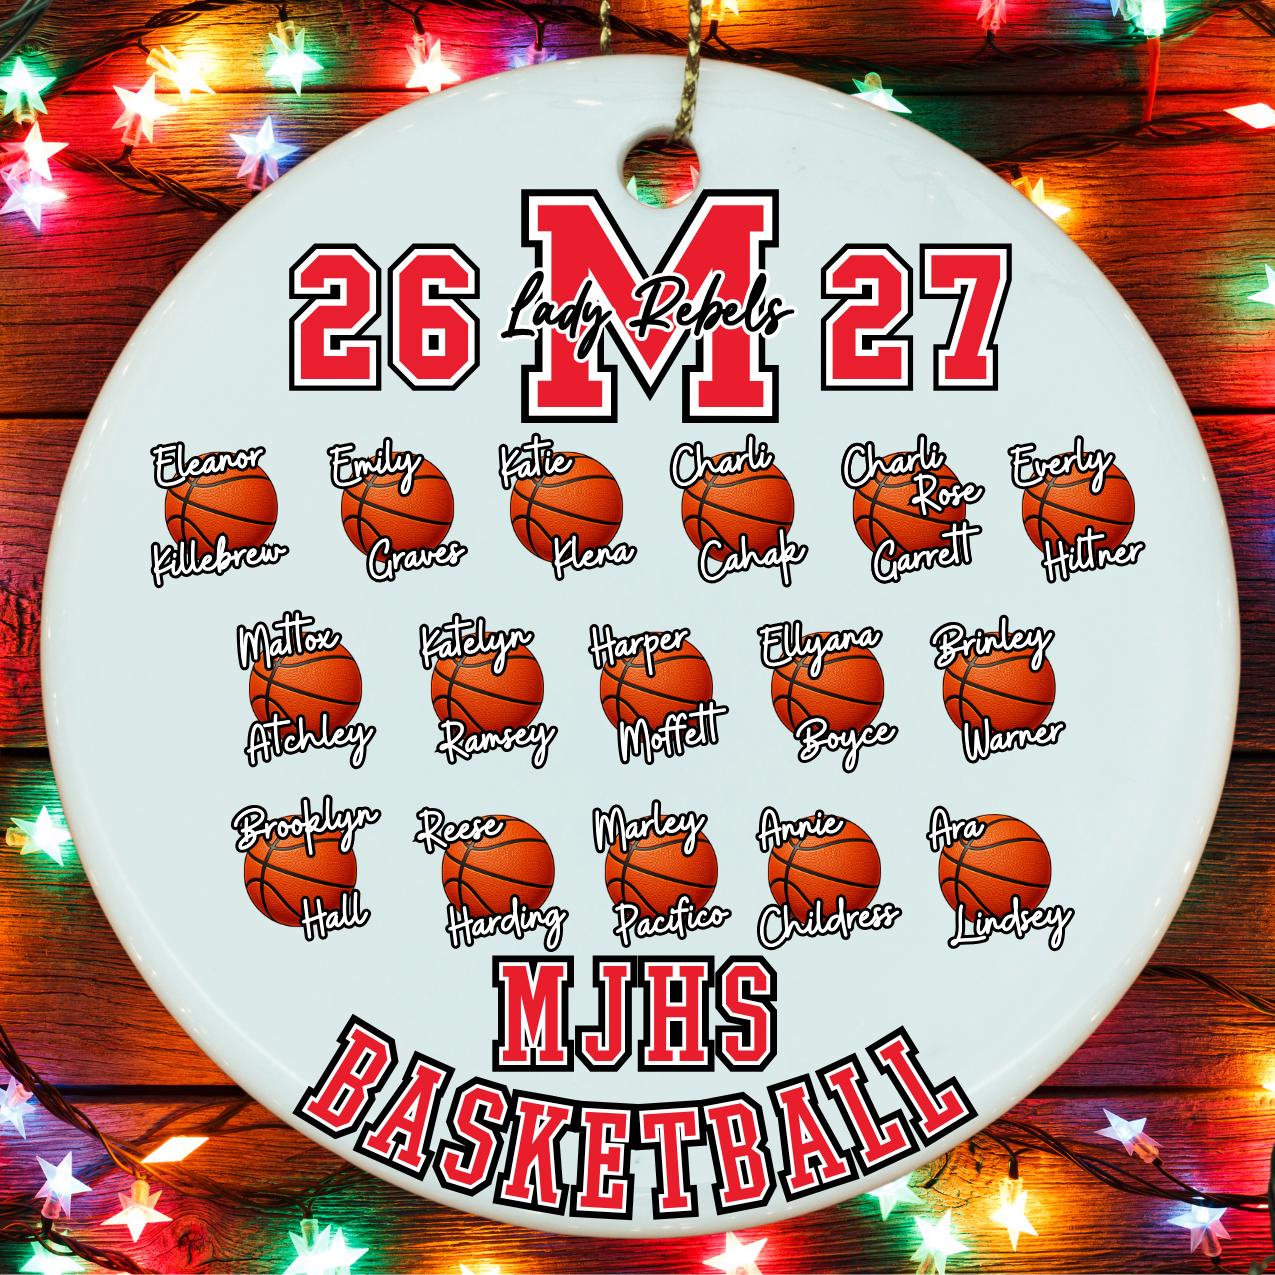 26 M 27
Lady Rebels
Eleanor Killebrew
Emily Graves
Katie Klena
Charli Cahak
Charli Rose Garrett
Everly Hiltner
Mattox Atchley
Katelyn Ramsey
Harper Moffett
Ellyana Boyce
Brinley Warner
Brooklyn Hall
Reese Harding
Marley Pacifico
Annie Childress
Ara Lindsey
MJHS
BASKETBALL